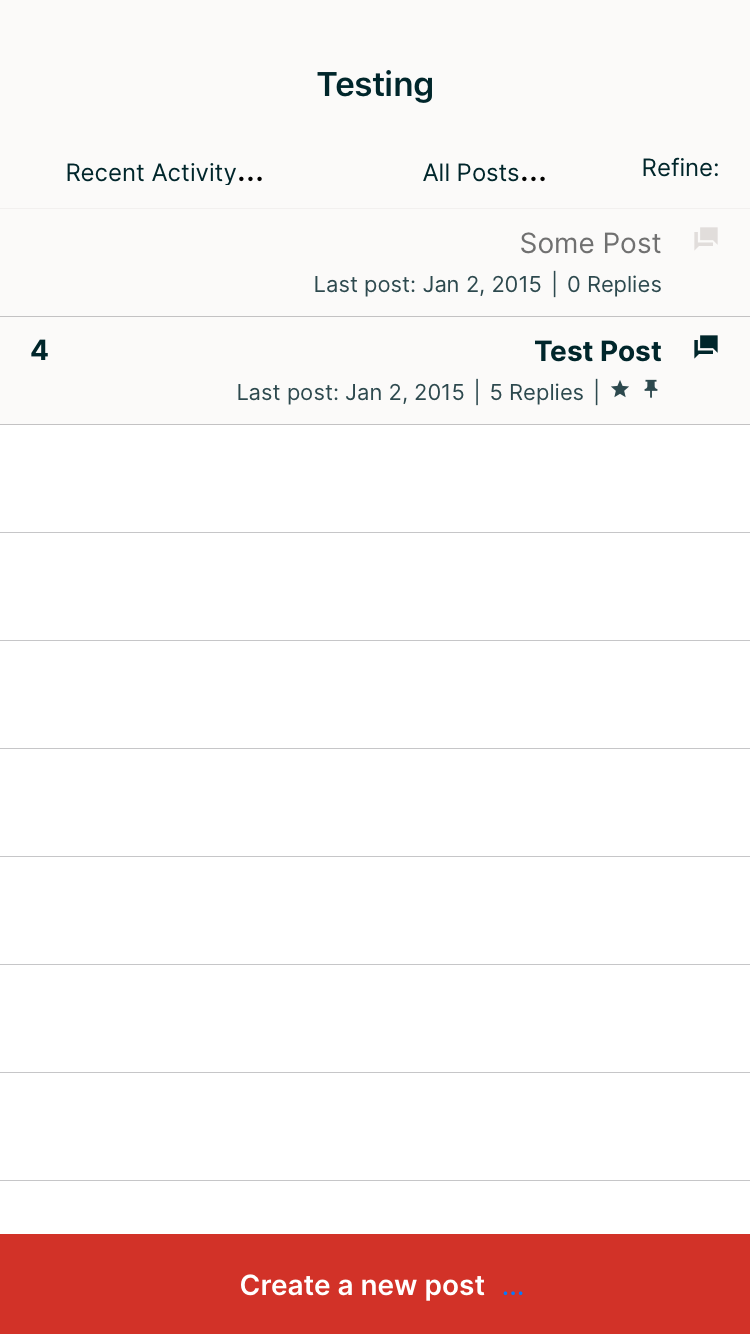 Testing
Recent Activity... All Posts... Refine:
Some Post
Last post: Jan 2, 2015 | 0 Replies
4 Test Post
Last post: Jan 2, 2015 | 5 Replies |
Create a new post ...